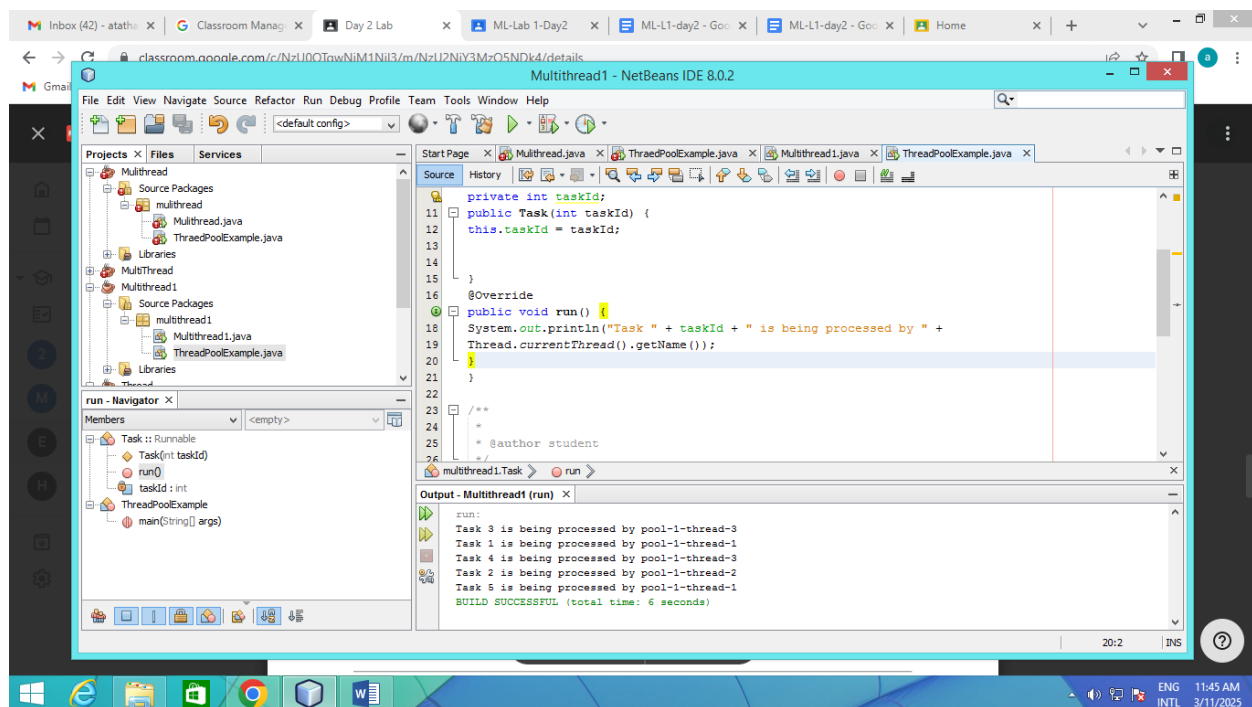 Inbox (42) - atatha
Classroom Manag
Day 2 Lab
ML-Lab 1-Day2
ML-L1-day2 - Goo
ML-L1-day2 - Goo
Home
classroom.google.com/c/NzU0OTgwNjM1Njl3/m/NzU2NjY3MzQ5NDk4/details
a
Gmail
Multithread1 - NetBeans IDE 8.0.2
File Edit View Navigate Source Refactor Run Debug Profile Team Tools Window Help
<default config>
Projects Files Services
Mulithread
Source Packages
mulithread
Mulithread.java
ThraedPoolExample.java
Libraries
MultiThread
Multithread1
Source Packages
multithread1
Multithread1.java
ThreadPoolExample.java
Libraries
Thread
run - Navigator
Members <empty>
Task :: Runnable
Task(int taskId)
run()
taskId : int
ThreadPoolExample
main(String[] args)
Start Page Mulithread.java ThraedPoolExample.java Multithread1.java ThreadPoolExample.java
Source History
private int taskId;
11 public Task(int taskId) {
12 this.taskId = taskId;
13
14
15 }
16 @Override
public void run() {
18 System.out.println("Task " + taskId + " is being processed by " +
19 Thread.currentThread().getName());
20 }
21 }
22
23 /**
24 *
25 * @author student
26 */
multithread1.Task run
Output - Multithread1 (run)
run:
Task 3 is being processed by pool-1-thread-3
Task 1 is being processed by pool-1-thread-1
Task 4 is being processed by pool-1-thread-3
Task 2 is being processed by pool-1-thread-2
Task 5 is being processed by pool-1-thread-1
BUILD SUCCESSFUL (total time: 6 seconds)
20:2 INS
2
M
E
H
ENG 11:45 AM
INTL 3/11/2025